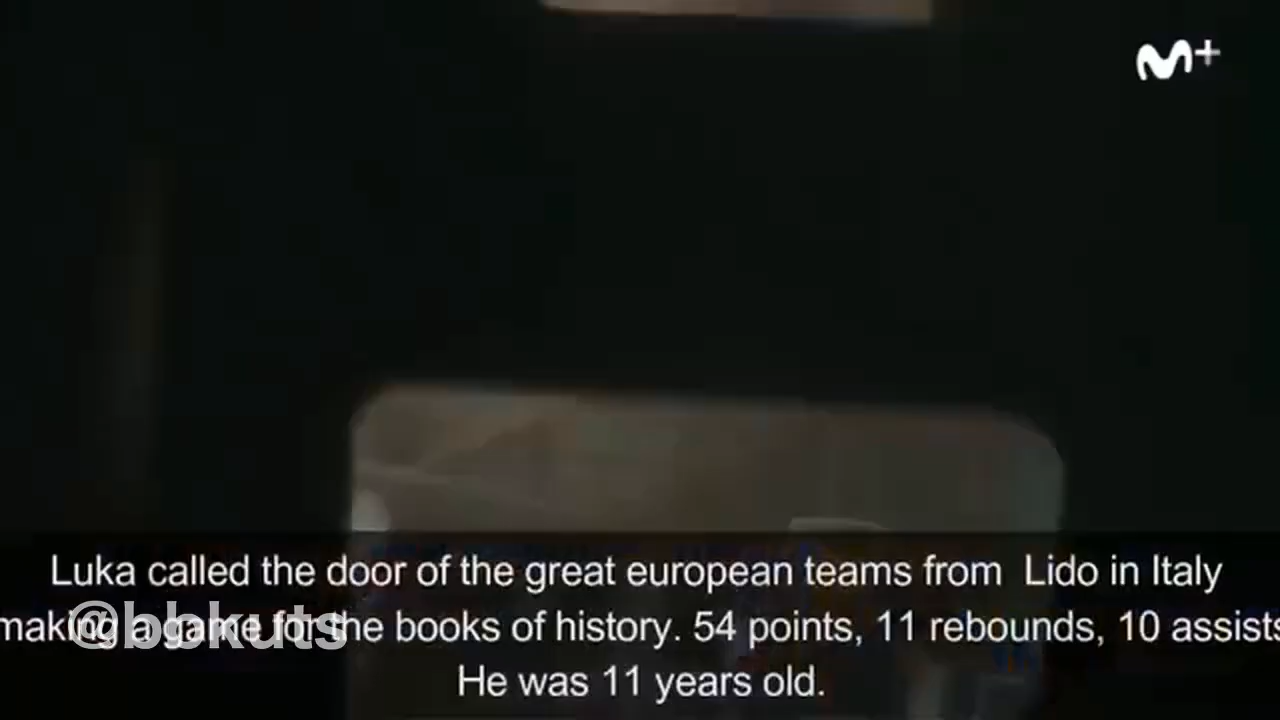 M+
Luka called the door of the great european teams from Lido in Italy
making a game for the books of history. 54 points, 11 rebounds, 10 assists
@bbkuts
He was 11 years old.